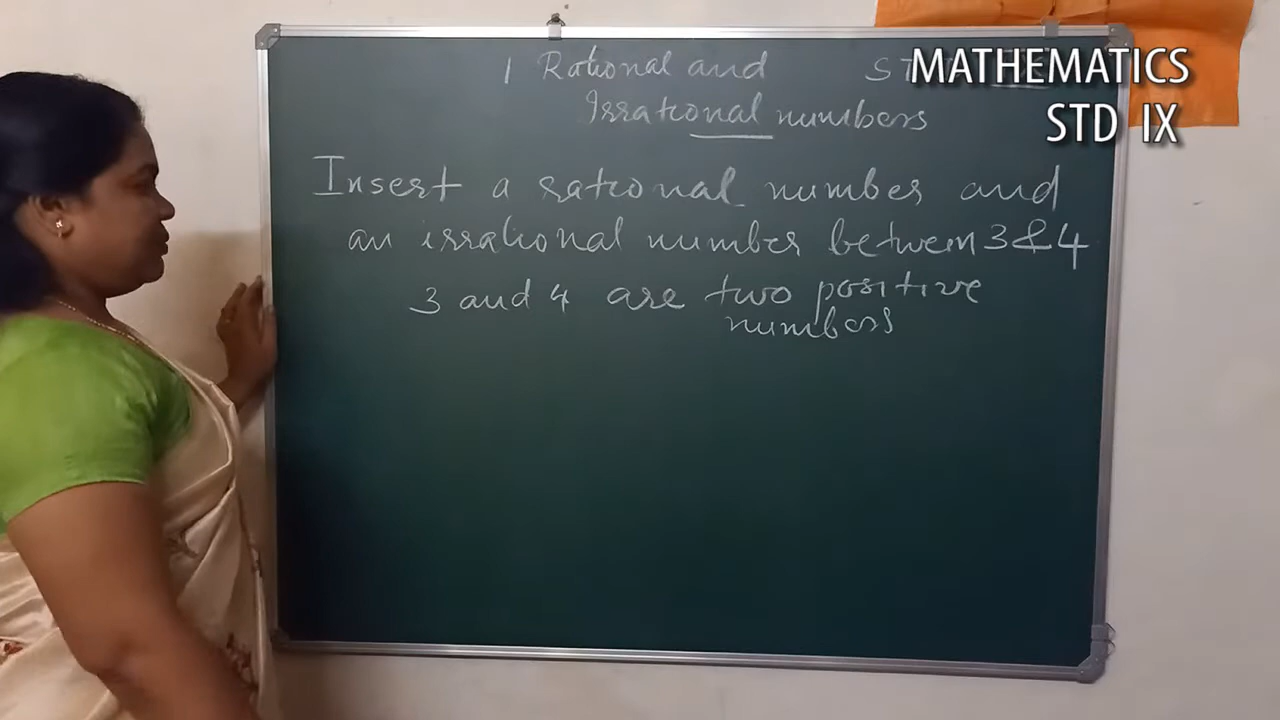 1 Rational and
Irrational numbers
MATHEMATICS
STD IX
Insert a rational number and
an irrational number between 3 & 4
3 and 4 are two positive
numbers